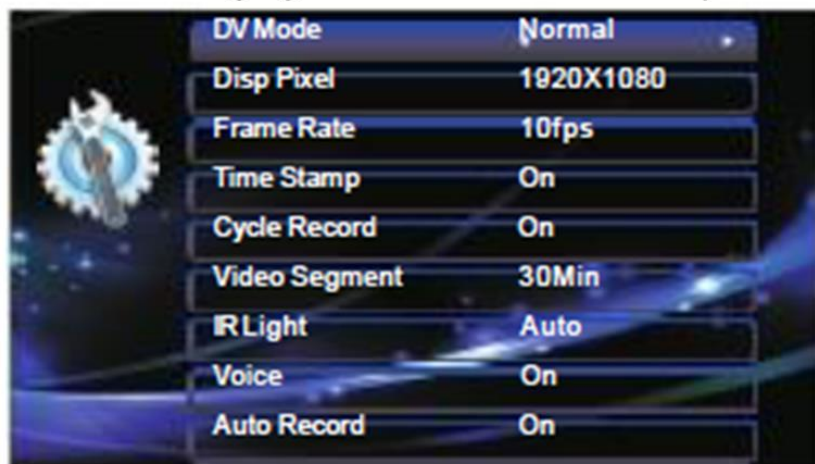 DV Mode Normal
Disp Pixel 1920X1080
Frame Rate 10fps
Time Stamp On
Cycle Record On
Video Segment 30Min
IR Light Auto
Voice On
Auto Record On